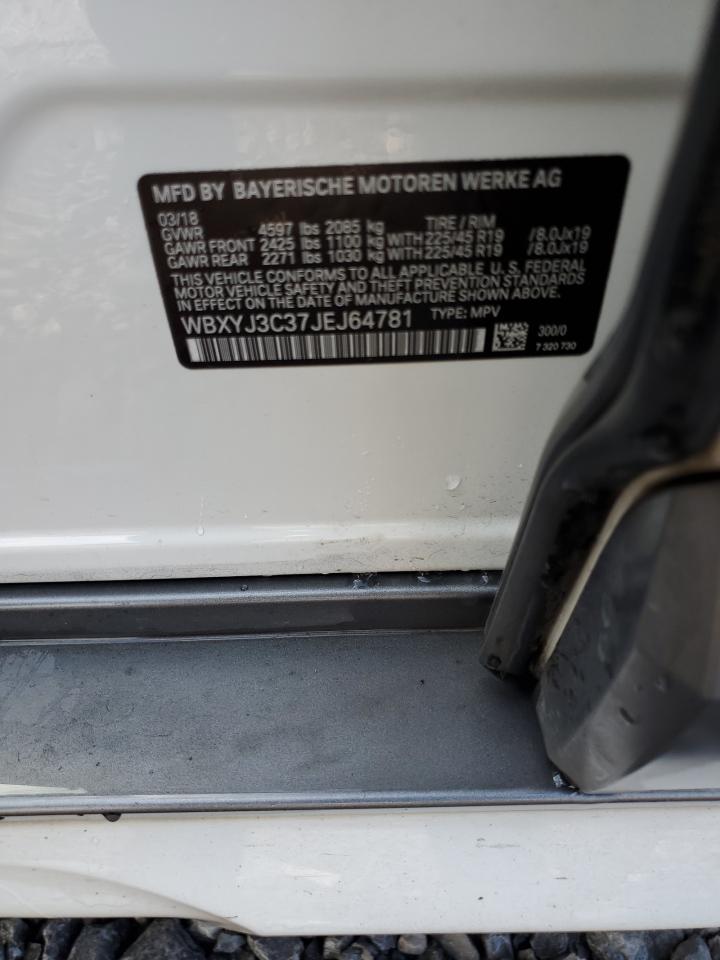 MFD BY BAYERISCHE MOTOREN WERKE AG
03/18
GVWR 4597 lbs 2085 kg TIRE / RIM
GAWR FRONT 2425 lbs 1100 kg WITH 225/45 R19 /8.0Jx19
GAWR REAR 2271 lbs 1030 kg WITH 225/45 R19 /8.0Jx19
THIS VEHICLE CONFORMS TO ALL APPLICABLE U.S. FEDERAL
MOTOR VEHICLE SAFETY AND THEFT PREVENTION STANDARDS
IN EFFECT ON THE DATE OF MANUFACTURE SHOWN ABOVE.
WBXYJ3C37JEJ64781 TYPE: MPV
300/0
7 320 730